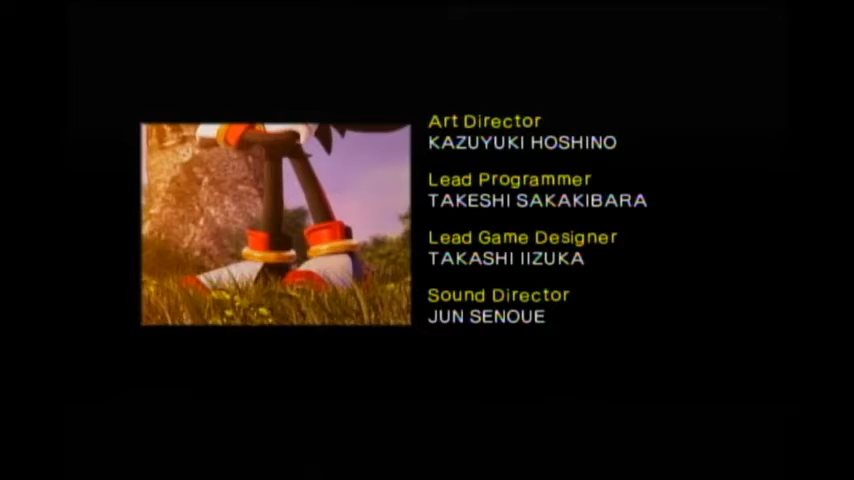 Art Director
KAZUYUKI HOSHINO
Lead Programmer
TAKESHI SAKAKIBARA
Lead Game Designer
TAKASHI IIZUKA
Sound Director
JUN SENOUE